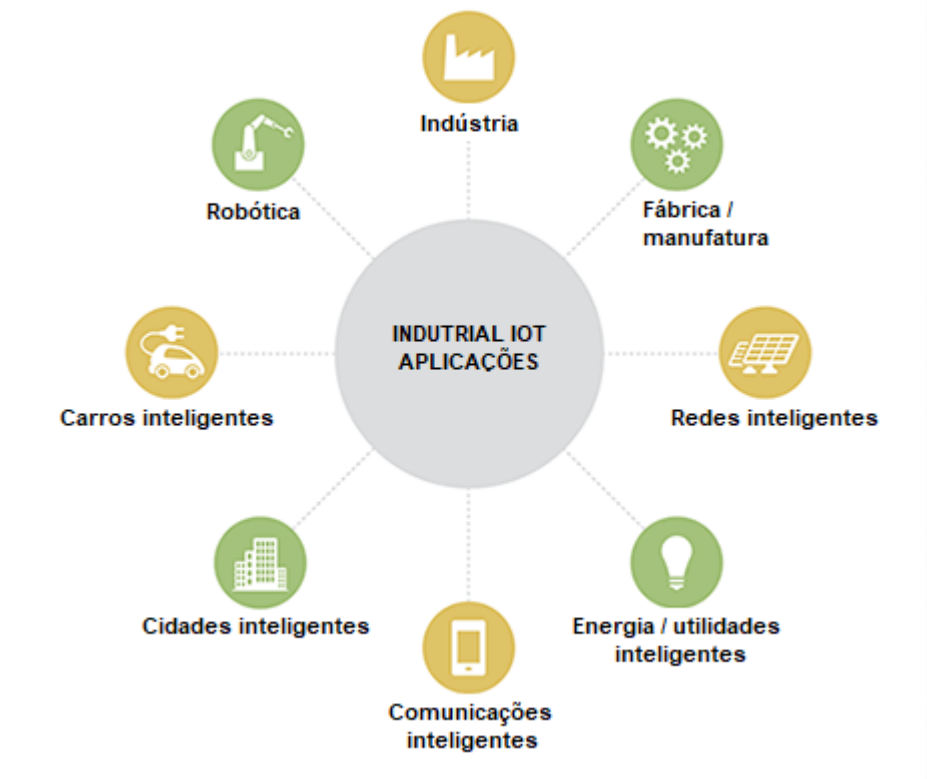 Indústria
Robótica
Fábrica /
manufatura
INDUTRIAL IOT
APLICAÇÕES
Carros inteligentes
Redes inteligentes
Cidades inteligentes
Energia / utilidades
inteligentes
Comunicações
inteligentes